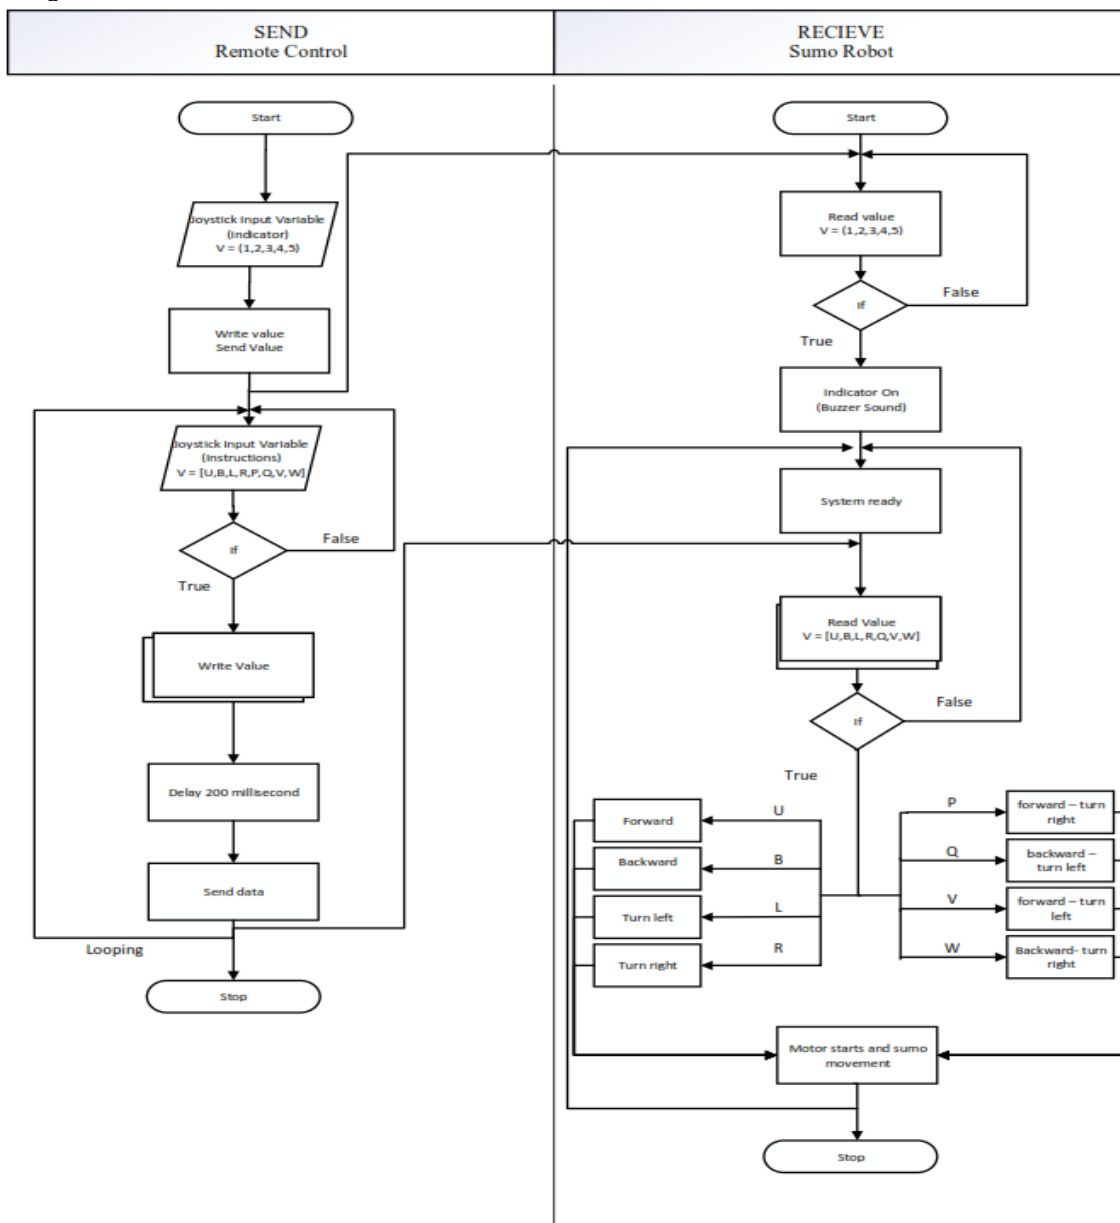 SEND
Remote Control
RECIEVE
Sumo Robot
Start
Joystick Input Variable
(Indicator)
V = (1,2,3,4,5)
Write value
Send Value
Joystick Input Variable
(Instructions)
V = [U,B,L,R,P,Q,V,W]
If
False
True
Write Value
Delay 200 millisecond
Send data
Looping
Stop
Start
Read value
V = (1,2,3,4,5)
If
False
True
Indicator On
(Buzzer Sound)
System ready
Read Value
V = [U,B,L,R,Q,V,W]
If
False
True
U
Forward
B
Backward
L
Turn left
R
Turn right
P
forward – turn
right
Q
backward –
turn left
V
forward – turn
left
W
Backward- turn
right
Motor starts and sumo
movement
Stop